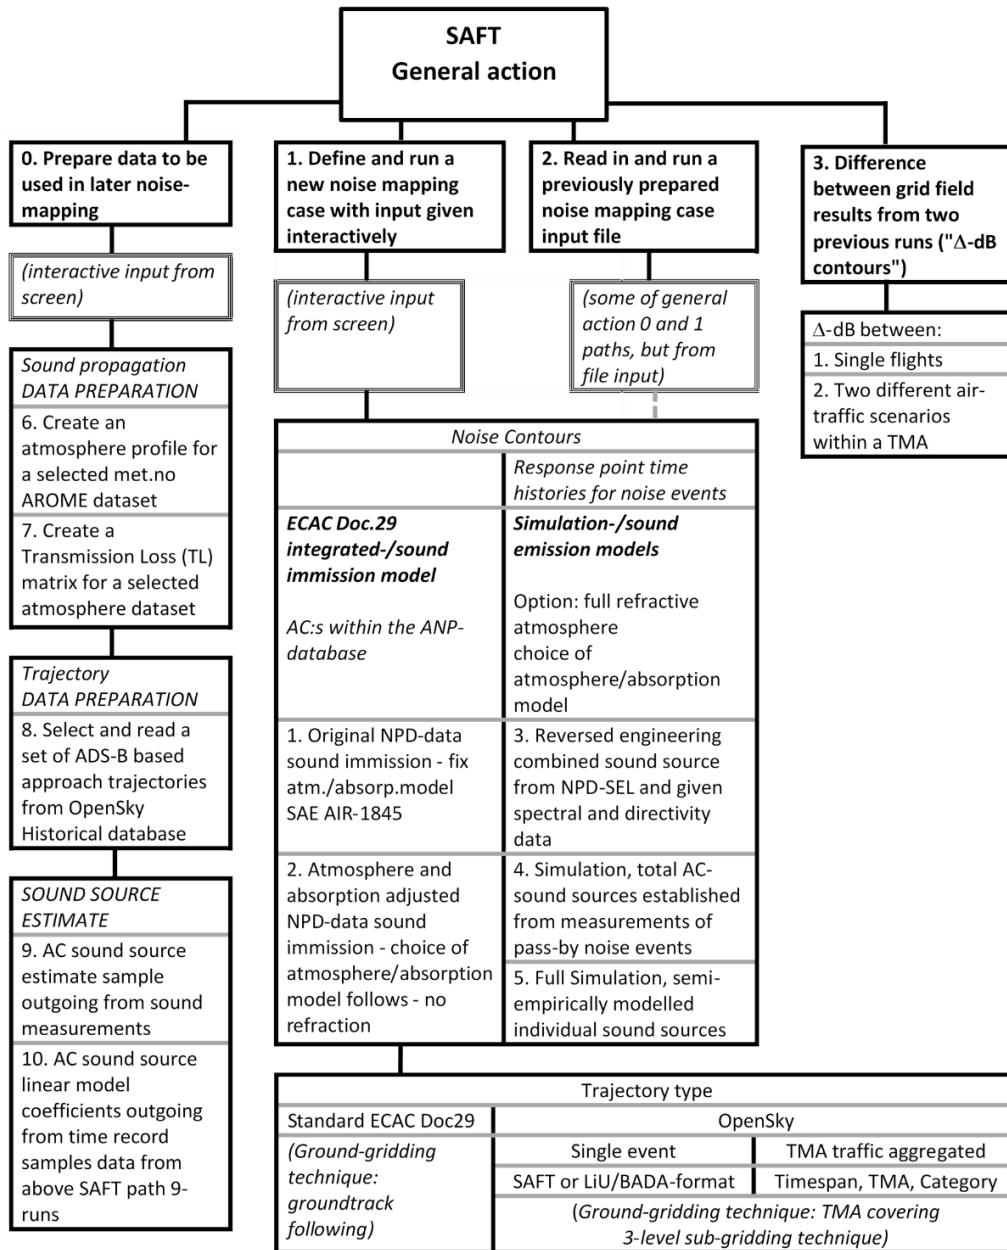 SAFT
General action
0. Prepare data to be
used in later noise-
mapping
(interactive input from
screen)
Sound propagation
DATA PREPARATION
6. Create an
atmosphere profile for
a selected met.no
AROME dataset
7. Create a
Transmission Loss (TL)
matrix for a selected
atmosphere dataset
Trajectory
DATA PREPARATION
8. Select and read a
set of ADS-B based
approach trajectories
from OpenSky
Historical database
SOUND SOURCE
ESTIMATE
9. AC sound source
estimate sample
outgoing from sound
measurements
10. AC sound source
linear model
coefficients outgoing
from time record
samples data from
above SAFT path 9-
runs
1. Define and run a
new noise mapping
case with input given
interactively
(interactive input
from screen)
2. Read in and run a
previously prepared
noise mapping case
input file
(some of general
action 0 and 1
paths, but from
file input)
Noise Contours
Response point time
histories for noise events
ECAC Doc.29
integrated-/sound
immission model
AC:s within the ANP-
database
Simulation-/sound
emission models
Option: full refractive
atmosphere
choice of
atmosphere/absorption
model
1. Original NPD-data
sound immission - fix
atm./absorp.model
SAE AIR-1845
2. Atmosphere and
absorption adjusted
NPD-data sound
immission - choice of
atmosphere/absorption
model follows - no
refraction
3. Reversed engineering
combined sound source
from NPD-SEL and given
spectral and directivity
data
4. Simulation, total AC-
sound sources established
from measurements of
pass-by noise events
5. Full Simulation, semi-
empirically modelled
individual sound sources
Trajectory type
Standard ECAC Doc29
(Ground-gridding
technique:
groundtrack
following)
OpenSky
Single event
TMA traffic aggregated
SAFT or LiU/BADA-format
Timespan, TMA, Category
(Ground-gridding technique: TMA covering
3-level sub-gridding technique)
3. Difference
between grid field
results from two
previous runs ("Δ-dB
contours")
Δ-dB between:
1. Single flights
2. Two different air-
traffic scenarios
within a TMA